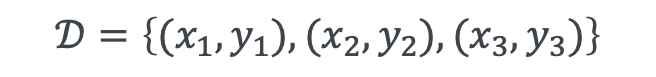 𝒟 = {(x₁, y₁), (x₂, y₂), (x₃, y₃)}